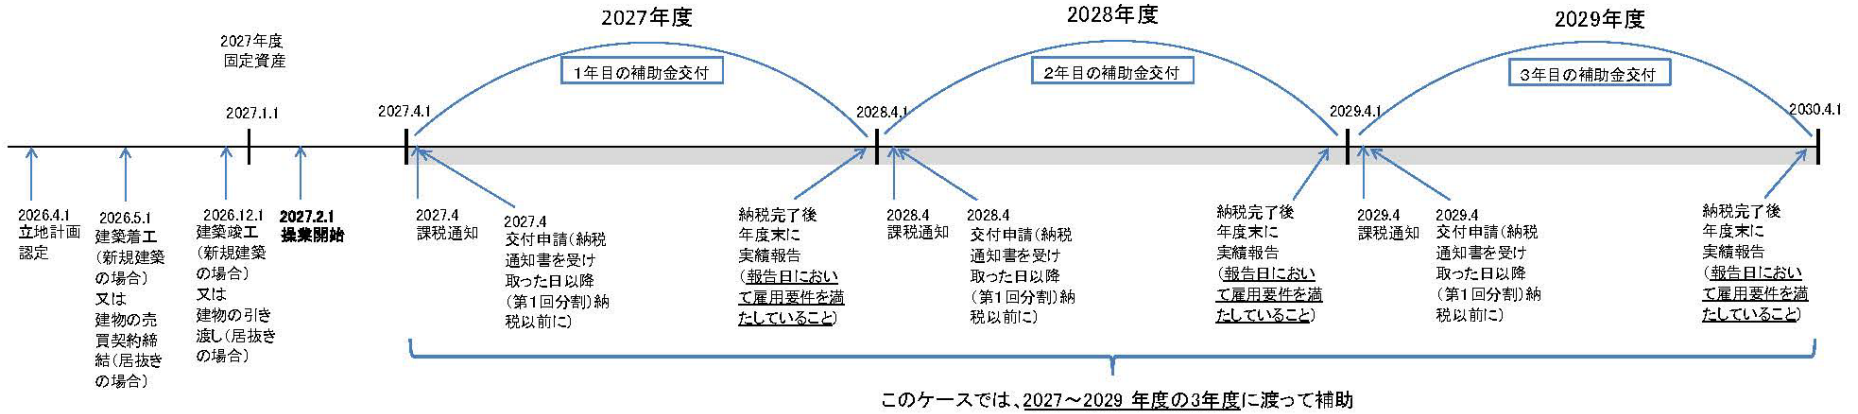 2027年度
2028年度
2029年度
2027年度
固定資産
1年目の補助金交付
2年目の補助金交付
3年目の補助金交付
2027.1.1
2027.4.1
2028.4.1
2029.4.1
2030.4.1
2026.4.1
立地計画
認定
2026.5.1
建築着工
(新規建築
の場合)
又は
建物の売
買契約締
結(居抜き
の場合)
2026.12.1
建築竣工
(新規建築
の場合)
又は
建物の引き
渡し(居抜き
の場合)
2027.2.1
操業開始
2027.4
課税通知
2027.4
交付申請(納税
通知書を受け
取った日以降
(第1回分割)納
税以前に)
納税完了後
年度末に
実績報告
(報告日におい
て雇用要件を満
たしていること)
2028.4
課税通知
2028.4
交付申請(納税
通知書を受け
取った日以降
(第1回分割)納
税以前に)
納税完了後
年度末に
実績報告
(報告日におい
て雇用要件を満
たしていること)
2029.4
課税通知
2029.4
交付申請(納税
通知書を受け
取った日以降
(第1回分割)納
税以前に)
納税完了後
年度末に
実績報告
(報告日におい
て雇用要件を満
たしていること)
このケースでは、2027～2029 年度の3年度に渡って補助